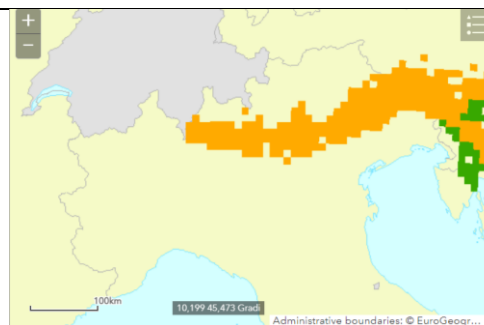 +
−
100km
10,199 45,473 Gradi
Administrative boundaries: © EuroGeogr...